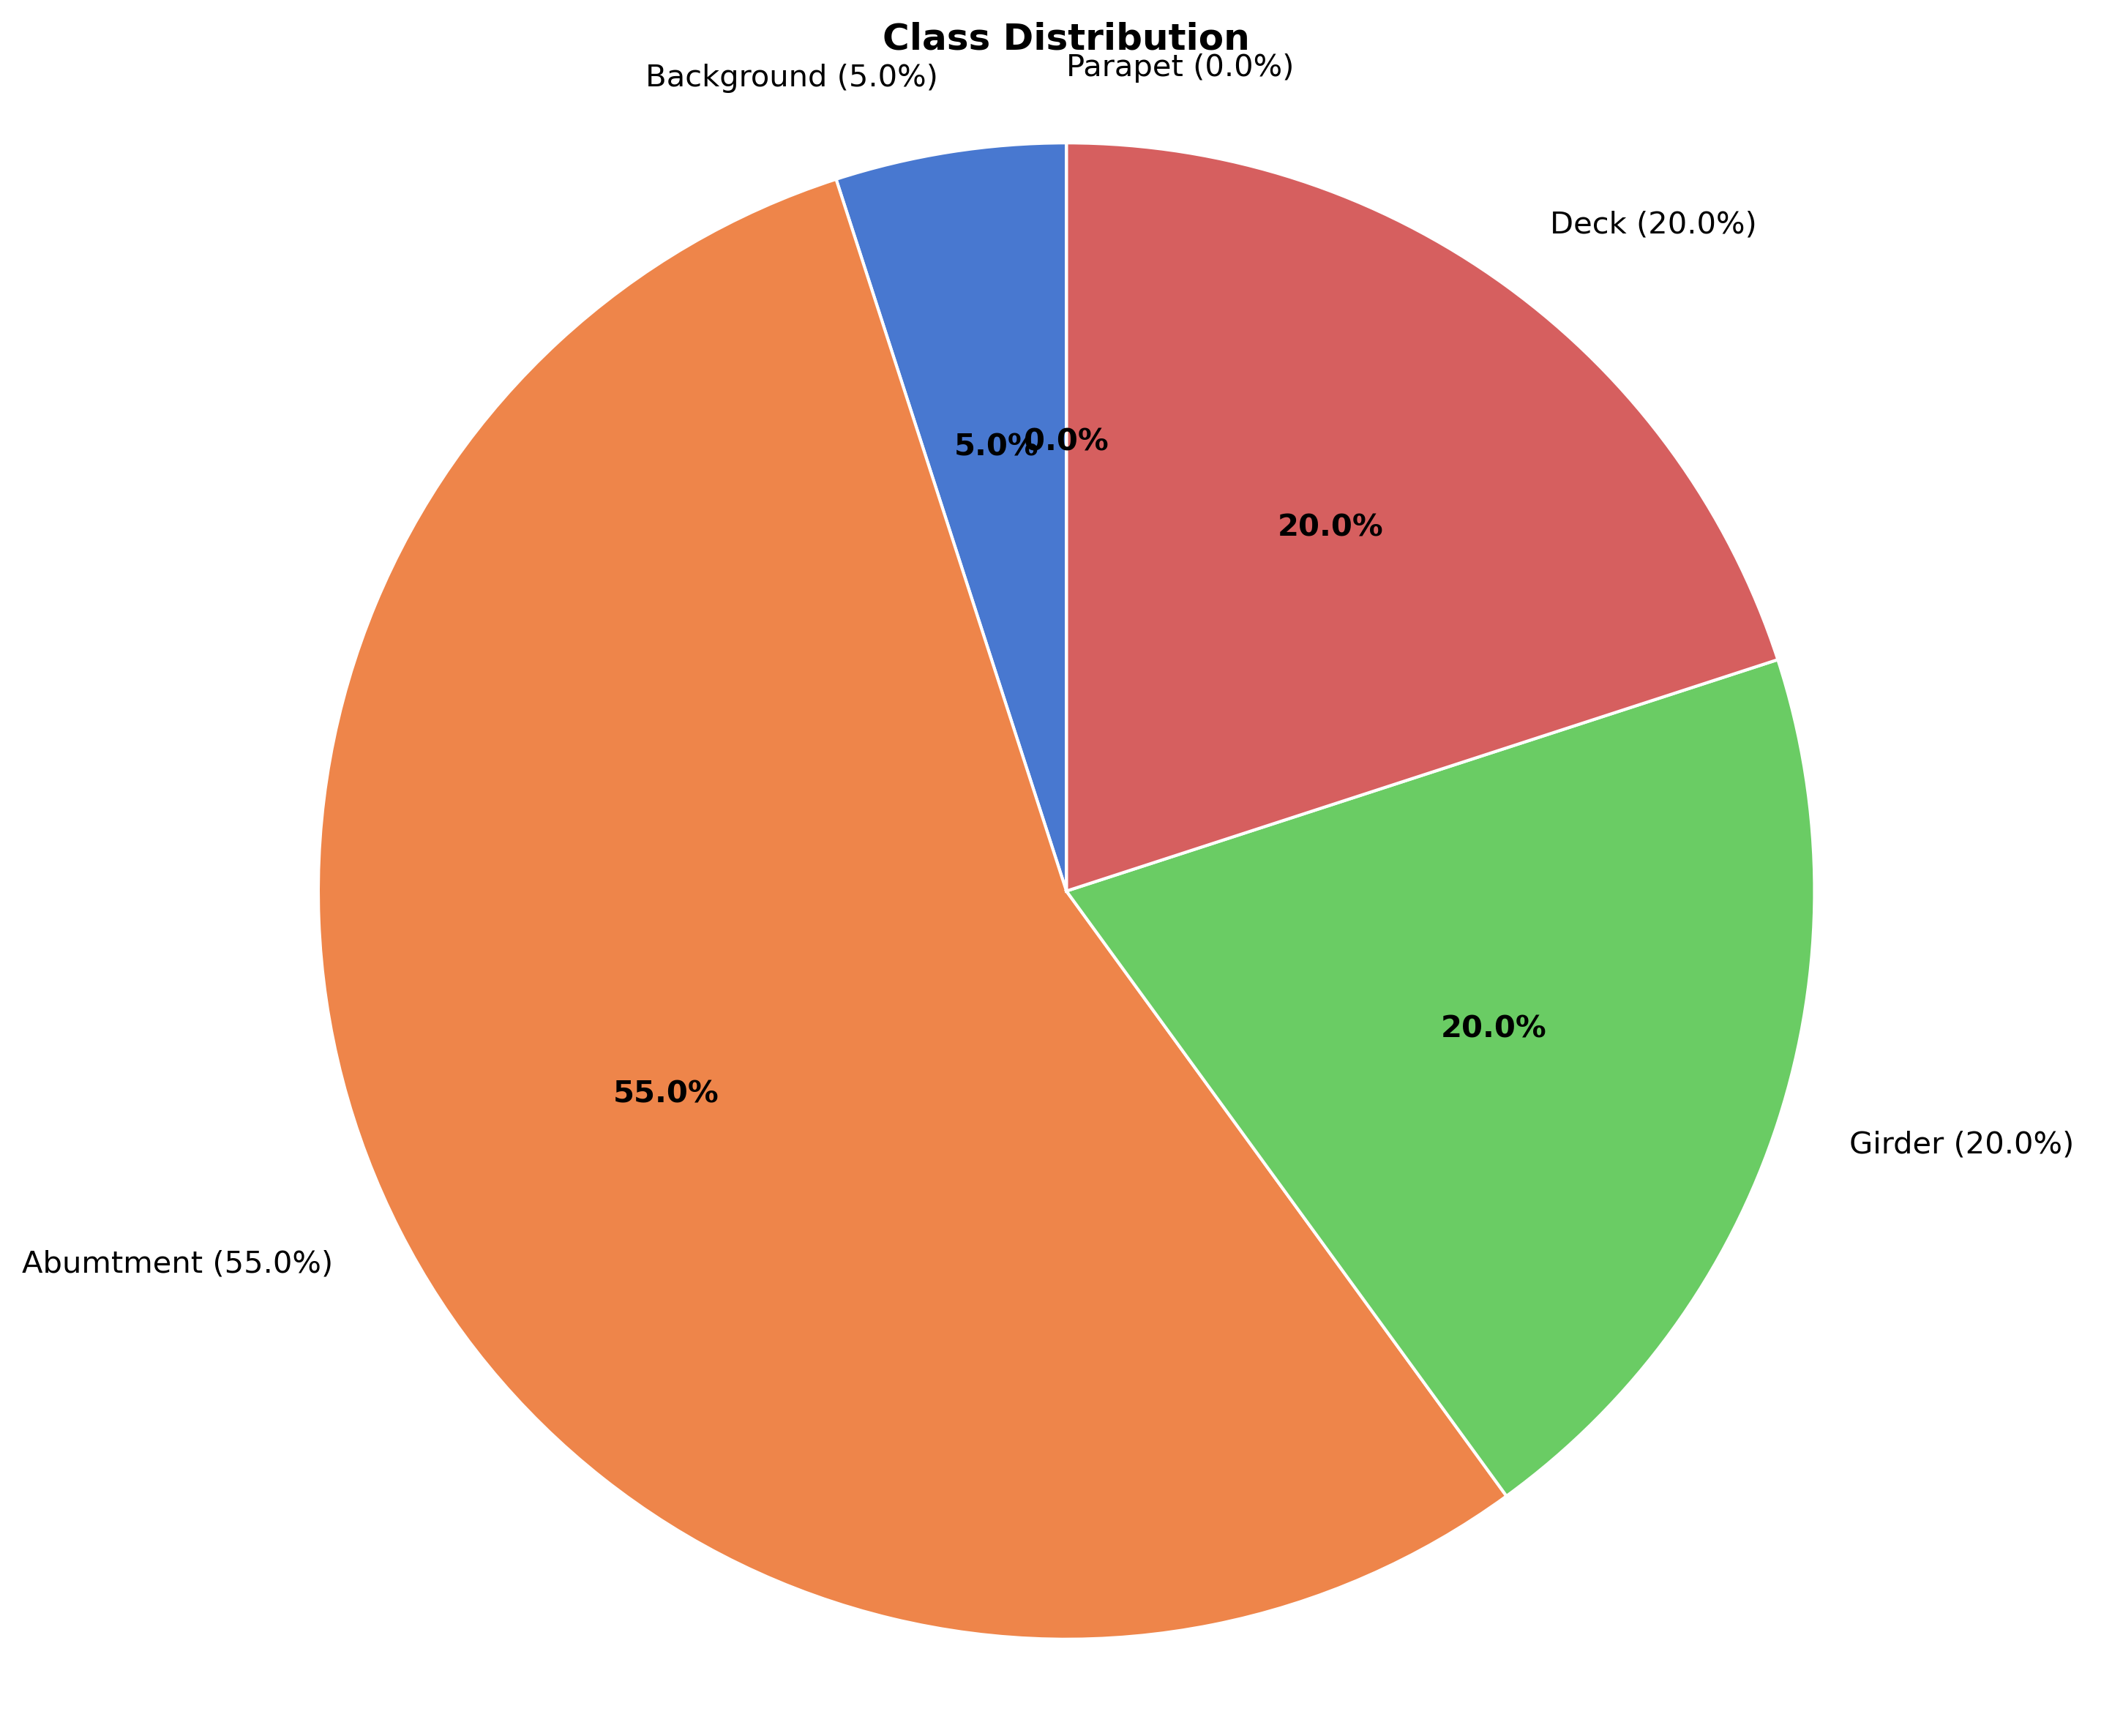 Class Distribution
Parapet (0.0%)
Background (5.0%)
Deck (20.0%)
5.0%
0.0%
20.0%
20.0%
55.0%
Girder (20.0%)
Abumtment (55.0%)